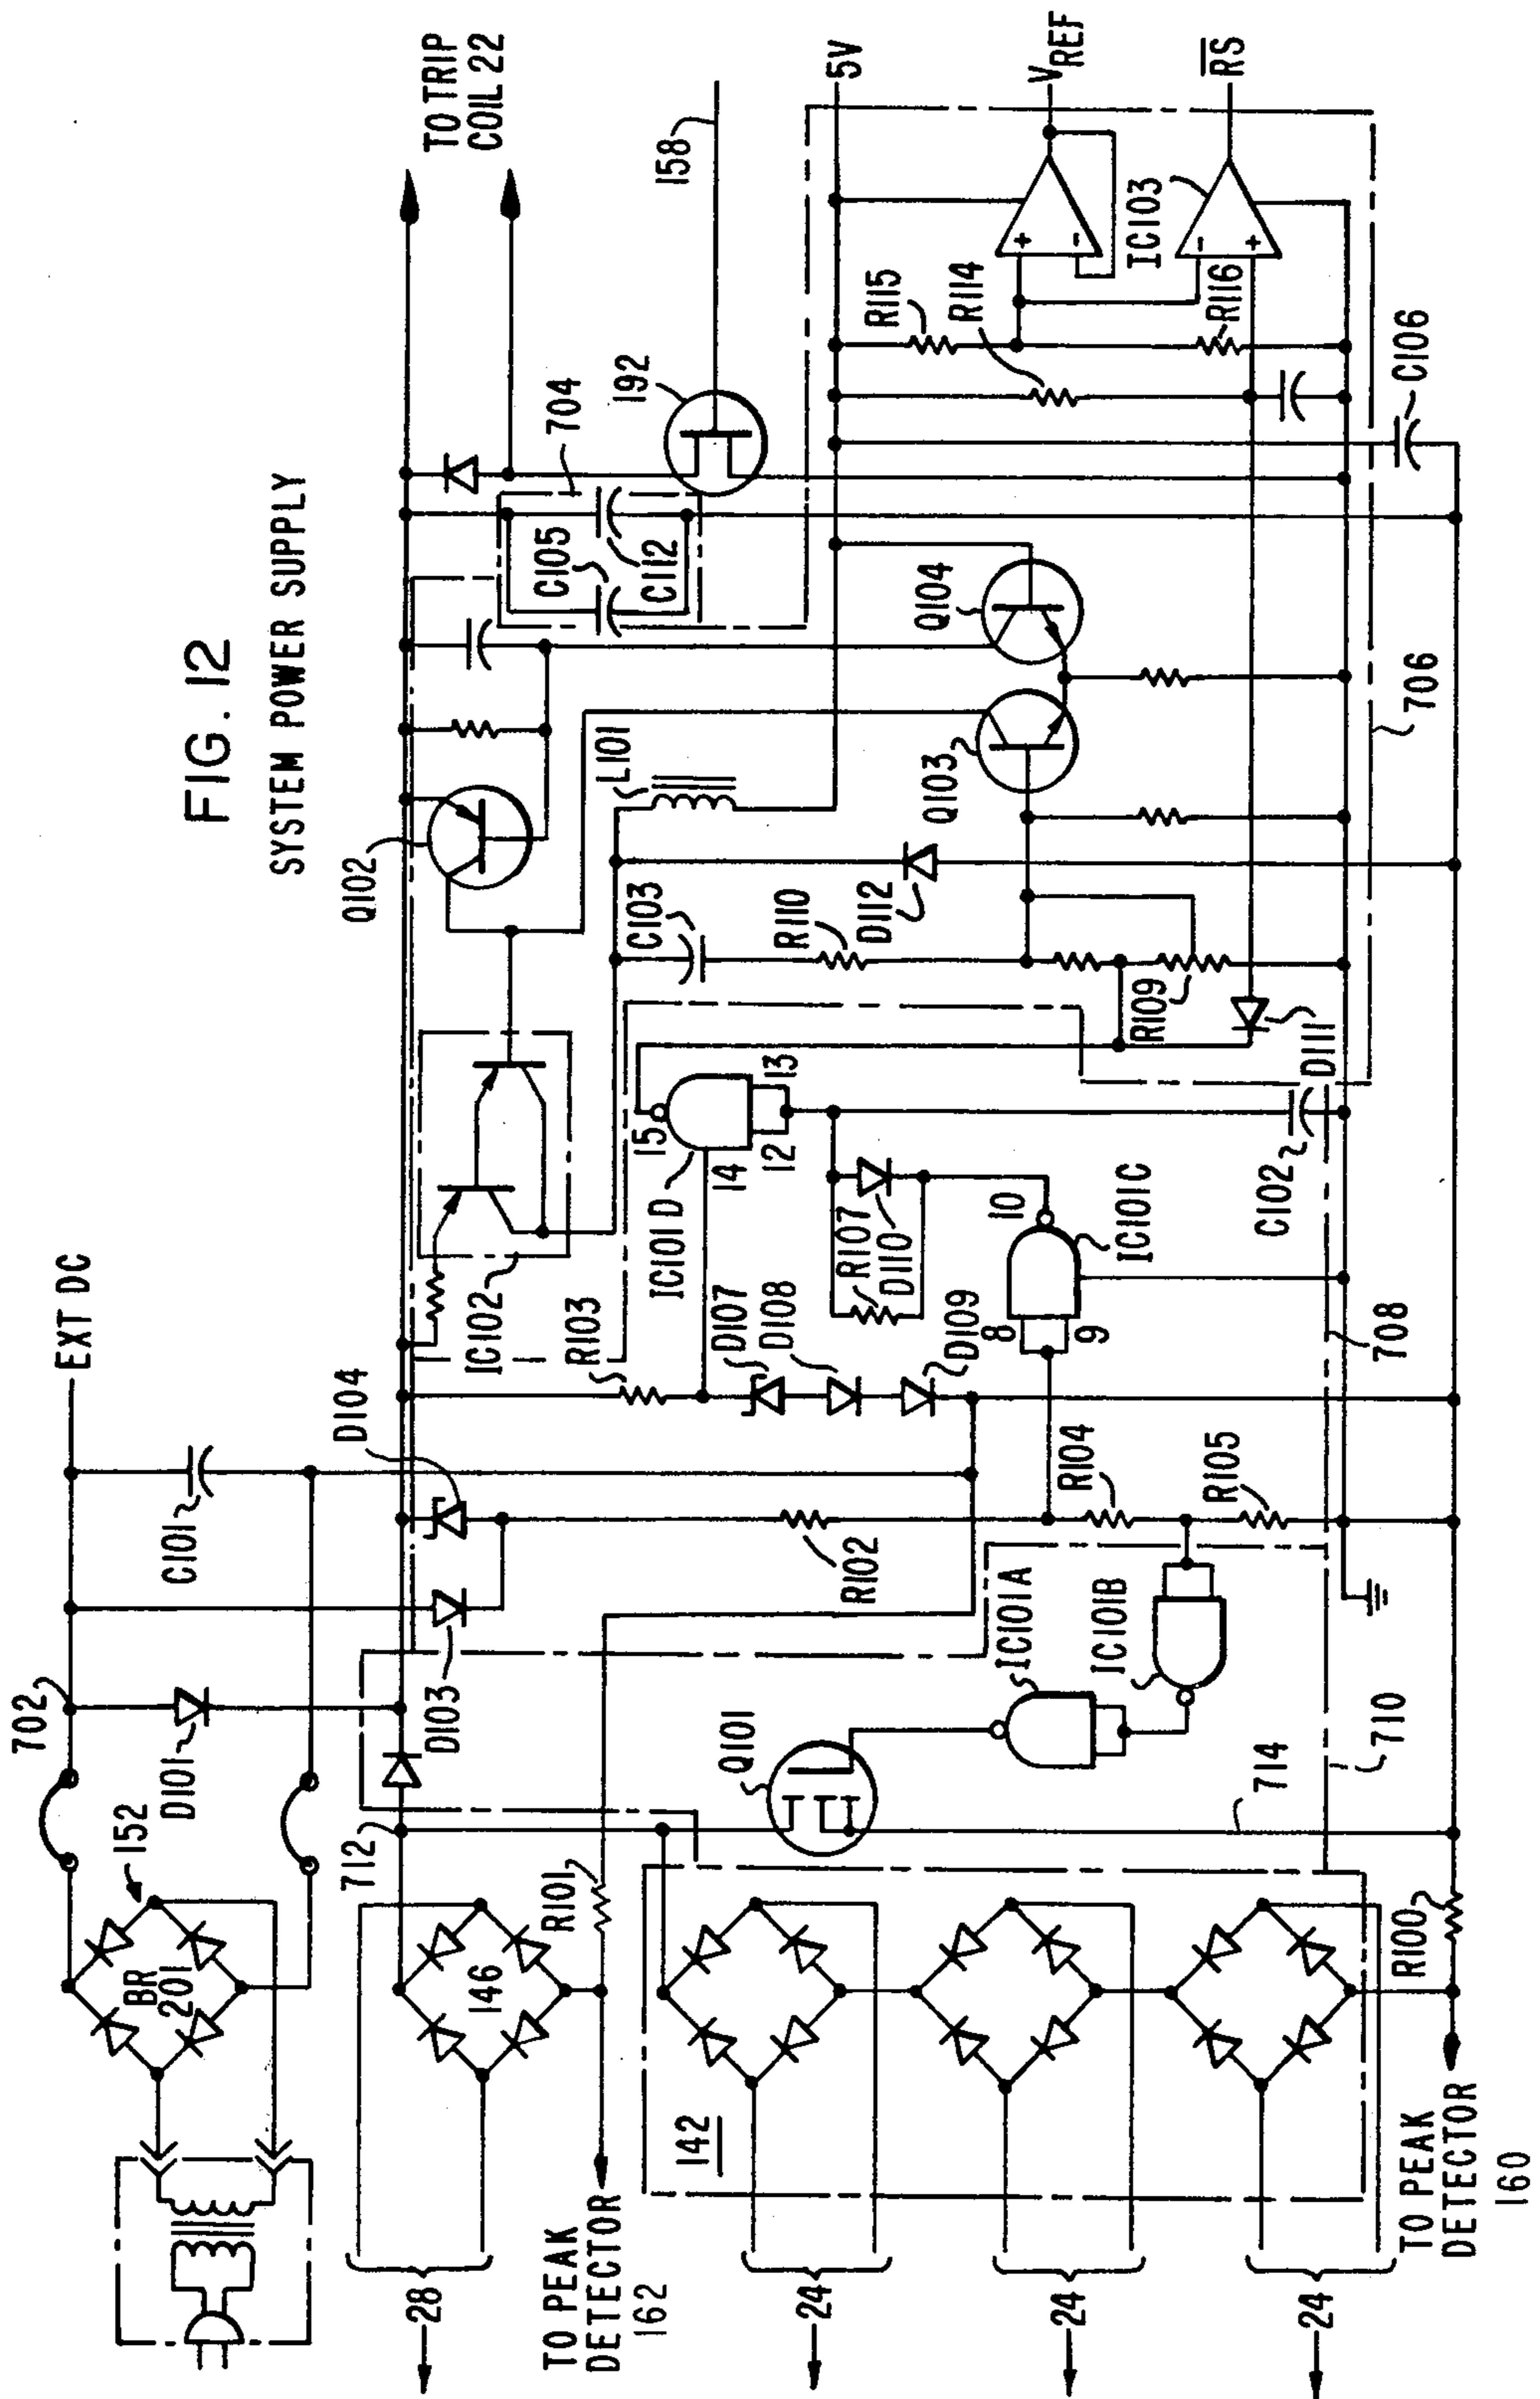 FIG. 12
SYSTEM POWER SUPPLY
EXT DC
TO TRIP
COIL 22
702
152
BR
201
D101
C101
D104
D103
712
146
28
R101
TO PEAK
DETECTOR
162
142
24
24
24
TO PEAK
DETECTOR
160
R100
Q101
714
710
IC101A
IC101B
R102
R104
R105
R103
D107
D108
D109
IC102
IC101D
15
14
12
13
R107
D110
10
8
9
IC101C
C102
708
D111
Q102
C103
R110
R109
D112
L101
Q103
Q104
706
C105
C112
704
192
158
5V
R115
R114
R116
IC103
+
-
-
+
VREF
RS
C106